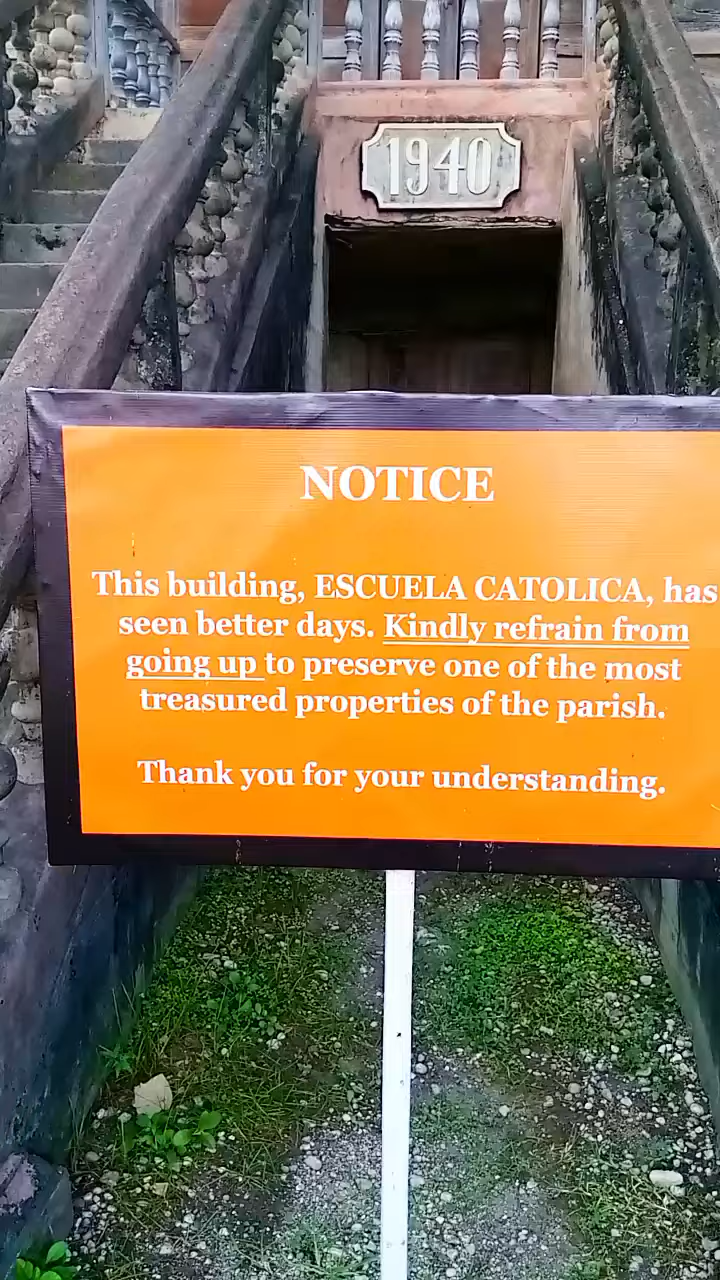 1940
NOTICE
This building, ESCUELA CATOLICA, has
seen better days. Kindly refrain from
going up to preserve one of the most
treasured properties of the parish.
Thank you for your understanding.